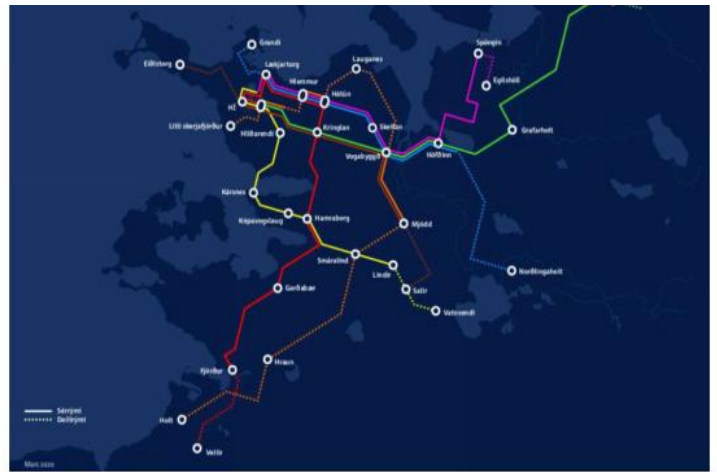 Spöngin
Grandi
Eiðistorg
Lækjartorg
Laugarnes
Egilshöll
Hlemmur
Hátún
HÍ
Litli skerjafjörður
Hlíðarendi
Kringlan
Skeifan
Grafarholt
Vogabyggð
Höfðinn
Kársnes
Kópavogslaug
Hamraborg
Mjódd
Smáralind
Lindir
Norðlingaholt
Garðabær
Salir
Vatnsendi
Hraun
Fjörður
Sérrými
Deilirými
Holt
Vellir
Mars 2020